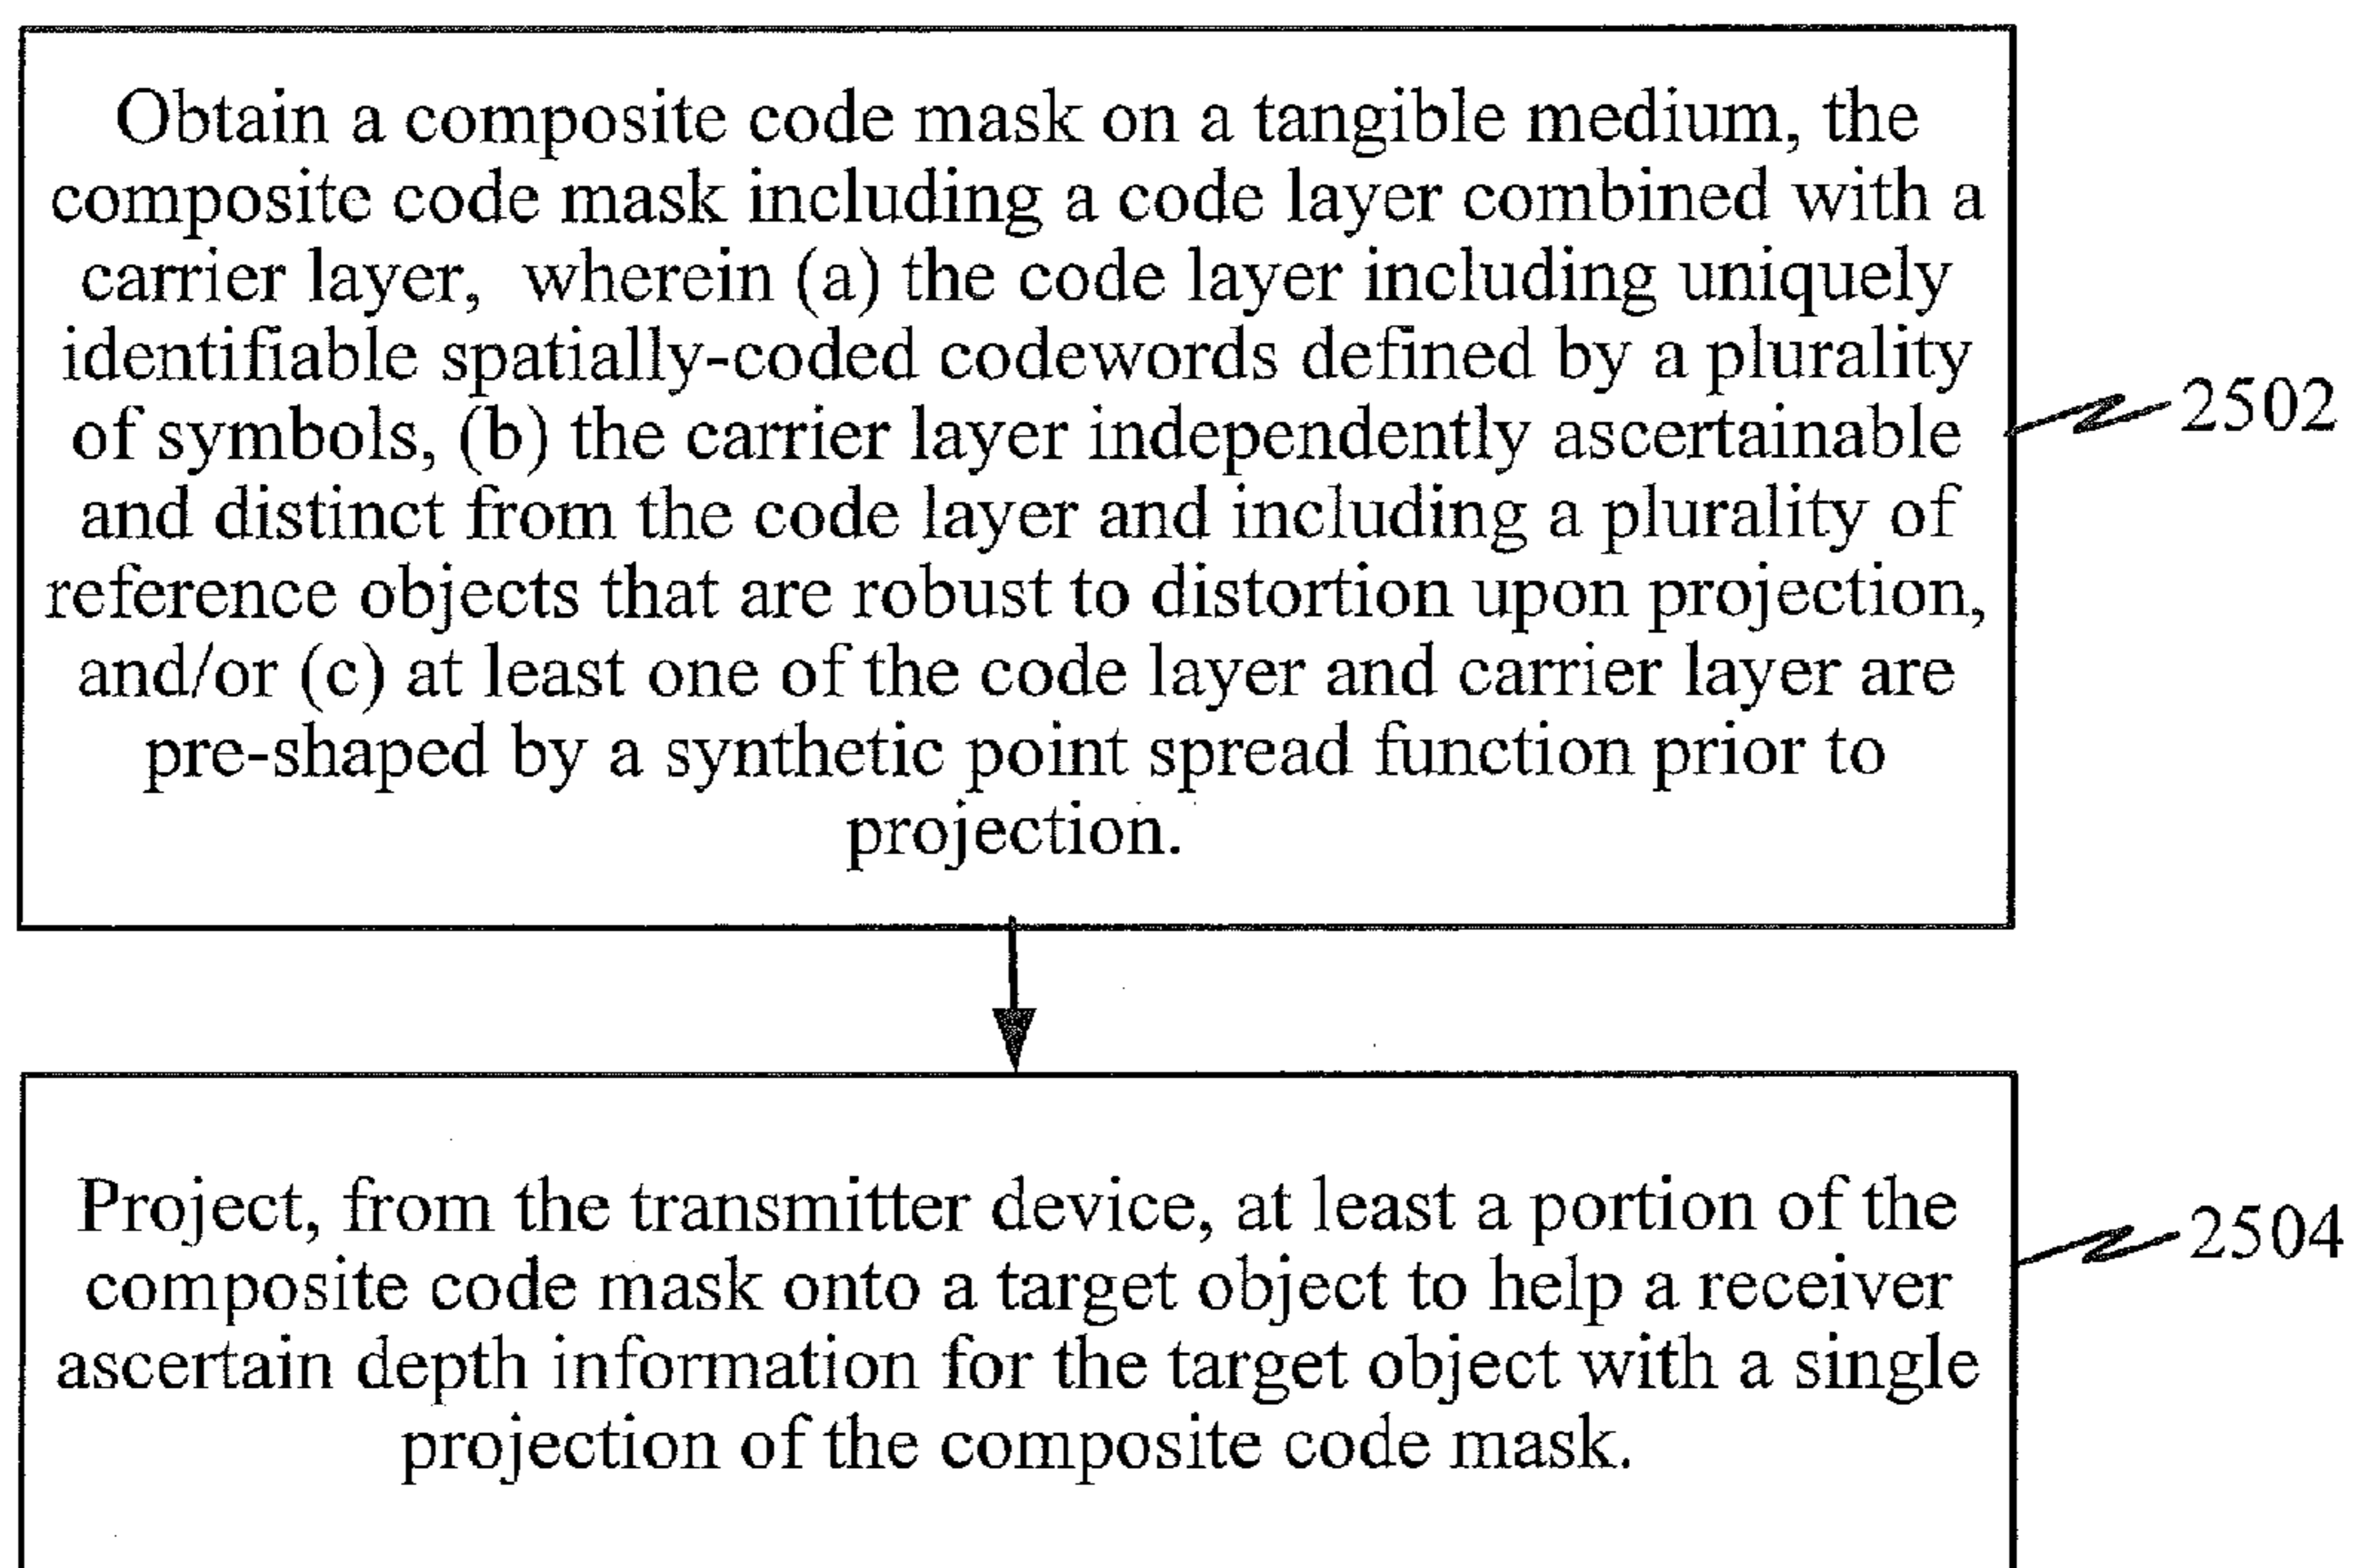 Obtain a composite code mask on a tangible medium, the
composite code mask including a code layer combined with a
carrier layer, wherein (a) the code layer including uniquely
identifiable spatially-coded codewords defined by a plurality
of symbols, (b) the carrier layer independently ascertainable
and distinct from the code layer and including a plurality of
reference objects that are robust to distortion upon projection,
and/or (c) at least one of the code layer and carrier layer are
pre-shaped by a synthetic point spread function prior to
projection.
2502
Project, from the transmitter device, at least a portion of the
composite code mask onto a target object to help a receiver
ascertain depth information for the target object with a single
projection of the composite code mask.
2504